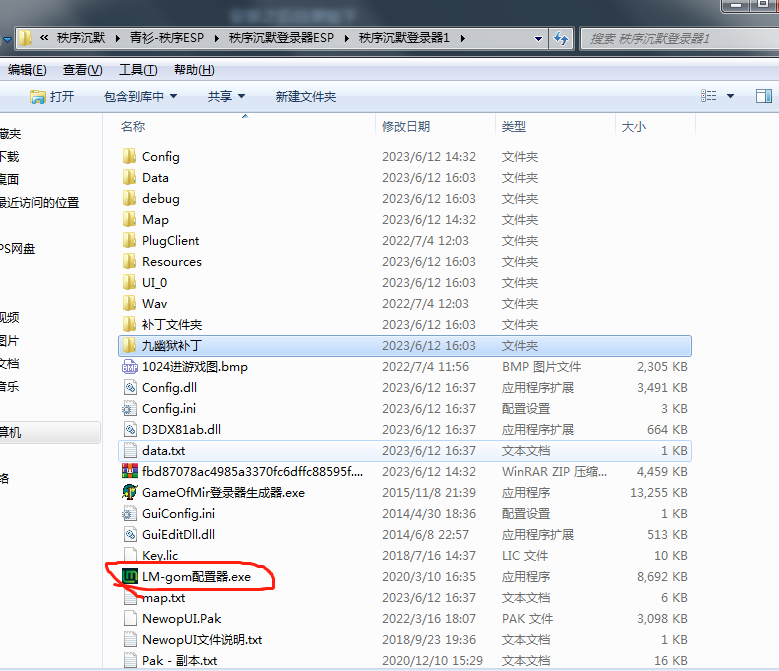 « 秩序沉默 ▸ 青衫-秩序ESP ▸ 秩序沉默登录器ESP ▸ 秩序沉默登录器1 ▸ 搜索 秩序沉默登录器1
编辑(E) 查看(V) 工具(T) 帮助(H)
打开 包含到库中 共享 新建文件夹
名称 修改日期 类型 大小
藏夹
下载
桌面
最近访问的位置
PS网盘
视频
图片
文档
音乐
算机
络
Config 2023/6/12 14:32 文件夹
Data 2023/6/12 16:03 文件夹
debug 2023/6/12 16:03 文件夹
Map 2023/6/12 14:32 文件夹
PlugClient 2022/7/4 12:03 文件夹
Resources 2023/6/12 16:03 文件夹
UI_0 2023/6/12 16:03 文件夹
Wav 2022/7/4 12:03 文件夹
补丁文件夹 2023/6/12 16:03 文件夹
九幽狱补丁 2023/6/12 16:03 文件夹
1024进游戏图.bmp 2022/7/4 11:56 BMP 图片文件 2,305 KB
Config.dll 2023/6/12 16:37 应用程序扩展 3,491 KB
Config.ini 2023/6/12 16:37 配置设置 3 KB
D3DX81ab.dll 2023/6/12 16:37 应用程序扩展 664 KB
data.txt 2023/6/12 16:37 文本文档 1 KB
fbd87078ac4985a3370fc6dffc88595f.... 2023/6/12 14:32 WinRAR ZIP 压缩... 4,459 KB
GameOfMir登录器生成器.exe 2015/11/8 21:39 应用程序 13,255 KB
GuiConfig.ini 2014/4/30 18:36 配置设置 1 KB
GuiEditDll.dll 2014/6/8 22:57 应用程序扩展 513 KB
Key.lic 2018/7/16 14:37 LIC 文件 10 KB
LM-gom配置器.exe 2020/3/10 16:35 应用程序 8,692 KB
map.txt 2023/6/12 16:37 文本文档 6 KB
NewopUI.Pak 2022/3/16 18:07 PAK 文件 3,098 KB
NewopUI文件说明.txt 2018/9/23 19:36 文本文档 1 KB
Pak - 副本.txt 2020/12/10 15:29 文本文档 16 KB